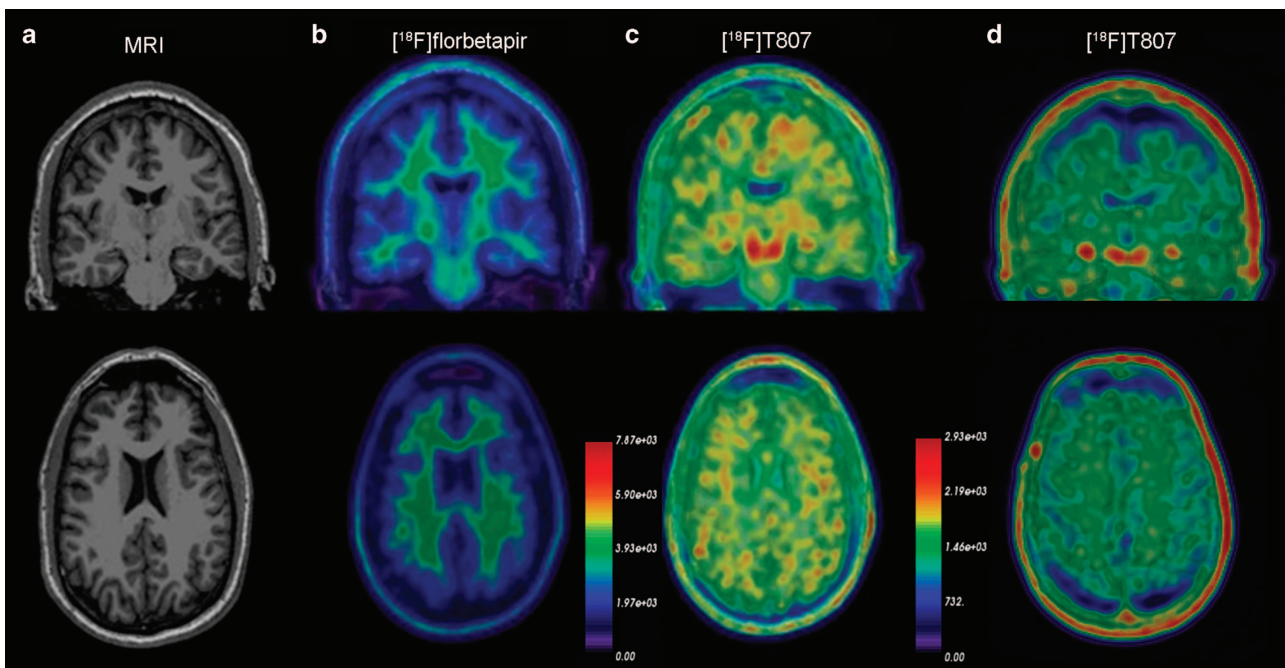 a
MRI
b
[¹⁸F]florbetapir
c
[¹⁸F]T807
d
[¹⁸F]T807
7.87e+03
5.90e+03
3.93e+03
1.97e+03
0.00
2.93e+03
2.19e+03
1.46e+03
732.
0.00